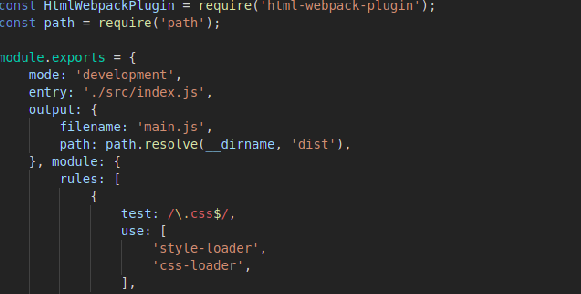 const HtmlWebpackPlugin = require('html-webpack-plugin');
const path = require('path');
module.exports = {
mode: 'development',
entry: './src/index.js',
output: {
filename: 'main.js',
path: path.resolve(__dirname, 'dist'),
}, module: {
rules: [
{
test: /\.css$/,
use: [
'style-loader',
'css-loader',
],